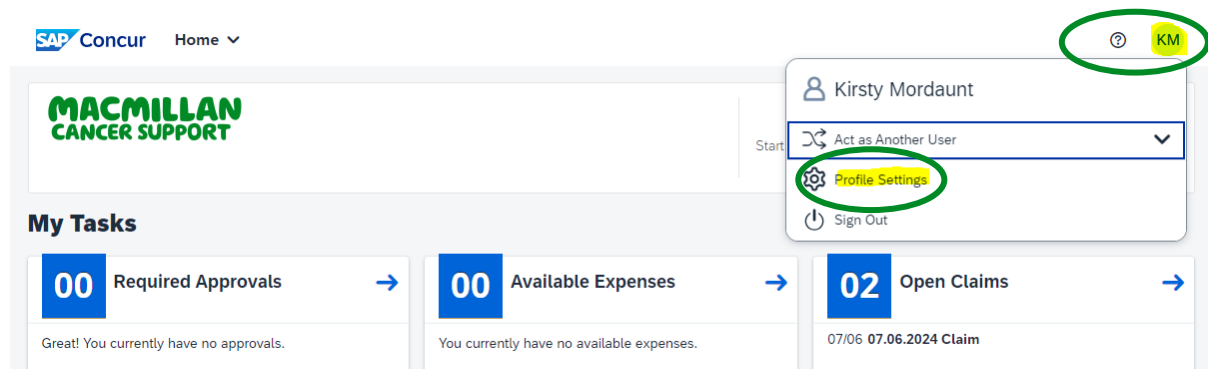 SAP Concur Home
KM
Kirsty Mordaunt
MACMILLAN
CANCER SUPPORT
Start
Act as Another User
Profile Settings
Sign Out
My Tasks
00 Required Approvals
Great! You currently have no approvals.
00 Available Expenses
You currently have no available expenses.
02 Open Claims
07/06 07.06.2024 Claim